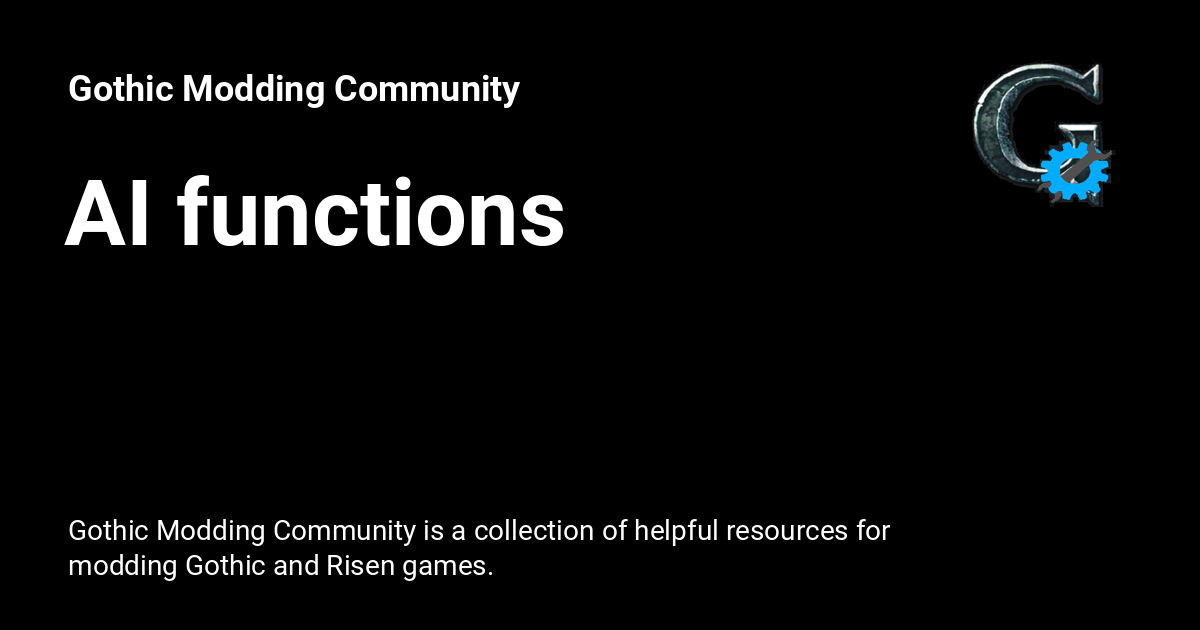 Gothic Modding Community
AI functions
Gothic Modding Community is a collection of helpful resources for
modding Gothic and Risen games.